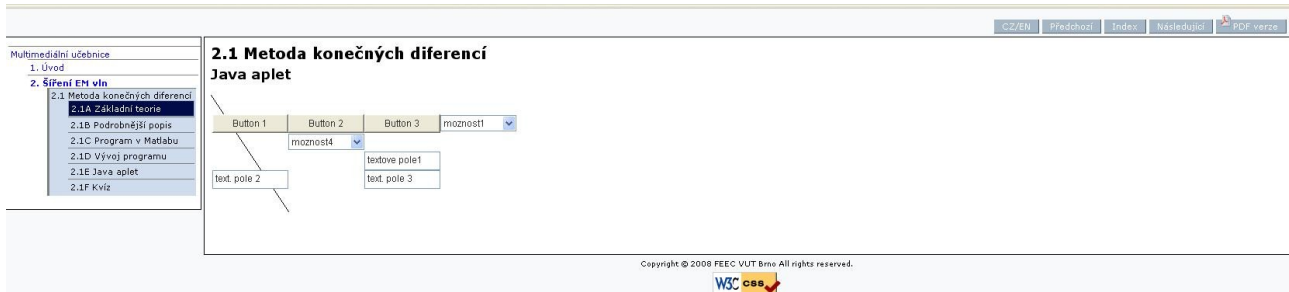 CZ/EN Předchozí Index Následující PDF verze
Multimediální učebnice
1. Úvod
2. Šíření EM vln
2.1 Metoda konečných diferencí
2.1A Základní teorie
2.1B Podrobnější popis
2.1C Program v Matlabu
2.1D Vývoj programu
2.1E Java aplet
2.1F Kvíz
2.1 Metoda konečných diferencí
Java aplet
Button 1 Button 2 Button 3 moznost1
moznost4
textove pole1
text. pole 2 text. pole 3
Copyright © 2008 FEEC VUT Brno All rights reserved.
W3C css